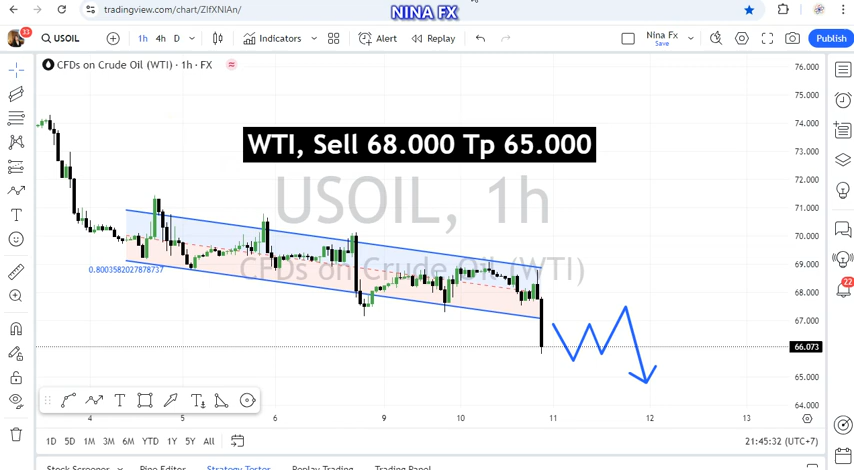 tradingview.com/chart/ZlfXNIAn/
NINA FX
33
USOIL
1h 4h D
Indicators
Alert
Replay
Nina Fx
Save
Publish
CFDs on Crude Oil (WTI) · 1h · FX
WTI, Sell 68.000 Tp 65.000
USOIL, 1h
CFDs on Crude Oil (WTI)
0.8003582027878737
76.000
75.000
74.000
73.000
72.000
71.000
70.000
69.000
68.000
67.000
66.073
65.000
64.000
22
4 5 8 9 10 11 12 13
1D 5D 1M 3M 6M YTD 1Y 5Y All
21:45:32 (UTC+7)
Stock Screener Pine Editor Strategy Tester Replay Trading Trading Panel